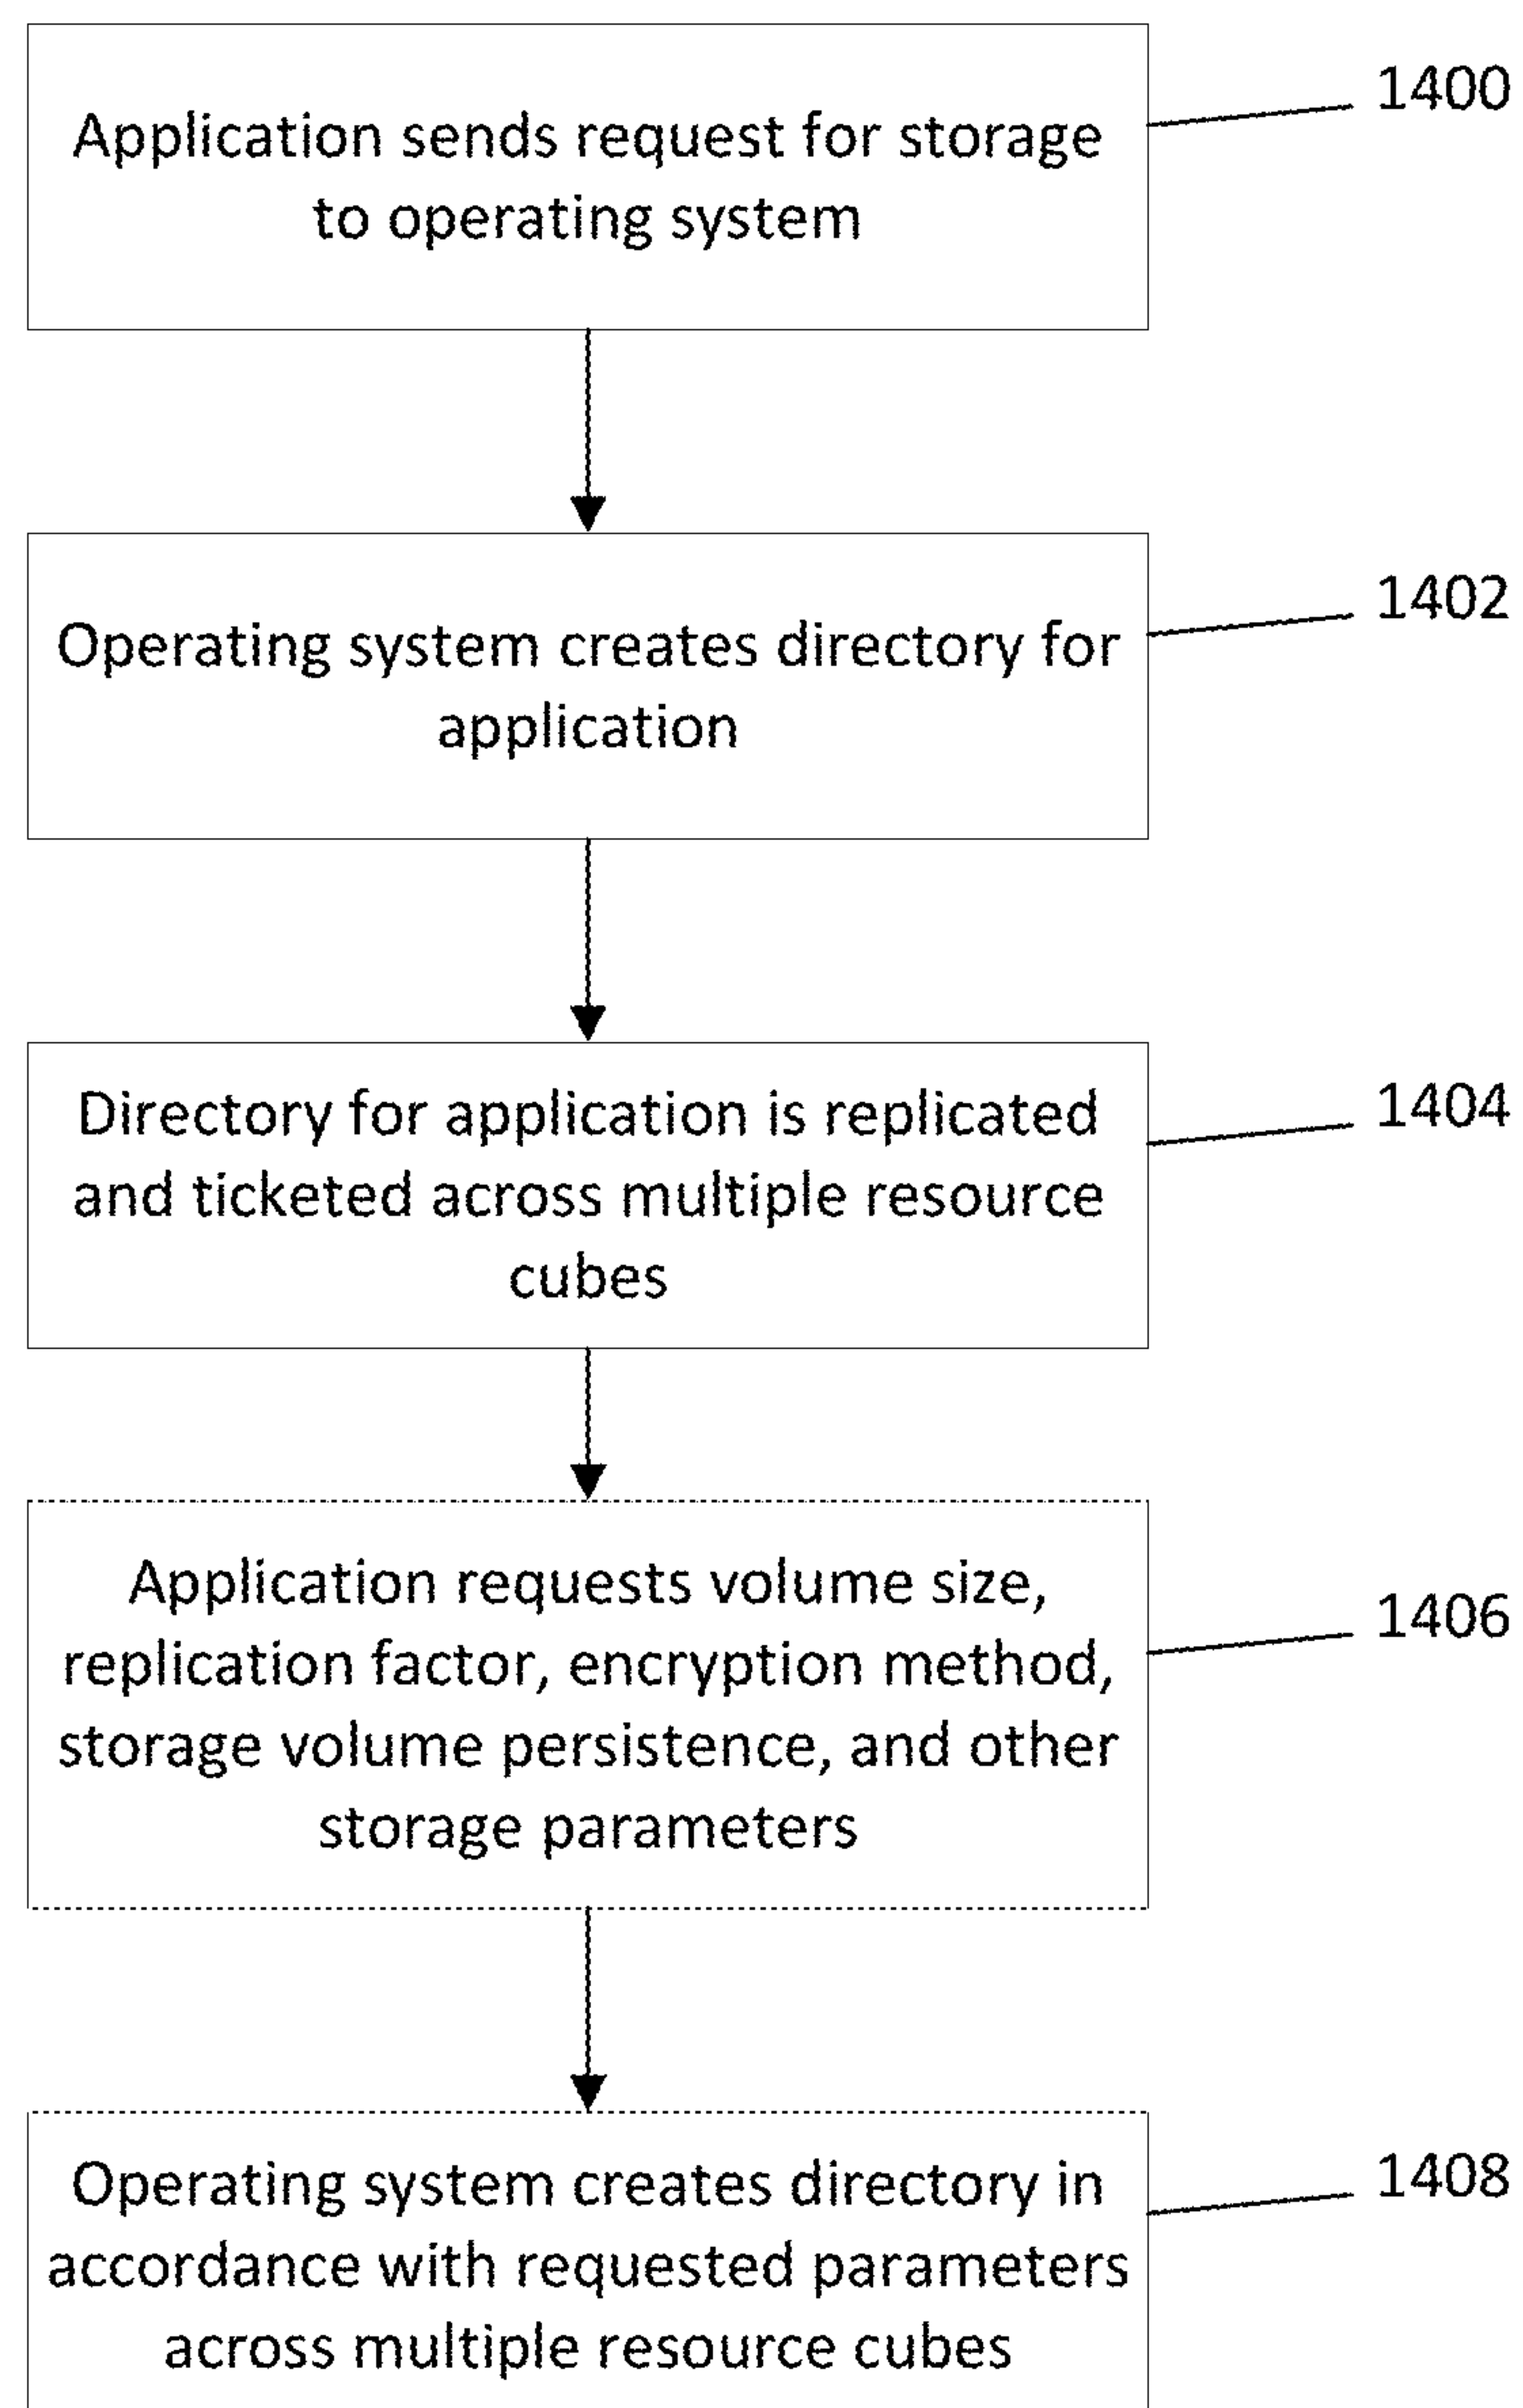 Application sends request for storage
to operating system
1400
Operating system creates directory for
application
1402
Directory for application is replicated
and ticketed across multiple resource
cubes
1404
Application requests volume size,
replication factor, encryption method,
storage volume persistence, and other
storage parameters
1406
Operating system creates directory in
accordance with requested parameters
across multiple resource cubes
1408